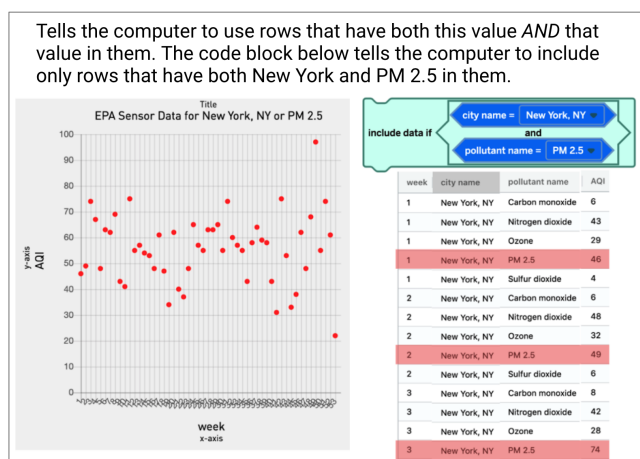 Tells the computer to use rows that have both this value AND that
value in them. The code block below tells the computer to include
only rows that have both New York and PM 2.5 in them.
Title
EPA Sensor Data for New York, NY or PM 2.5
100
90
80
70
60
50
40
30
20
10
0
y-axis
AQI
week
x-axis
include data if
city name = New York, NY
and
pollutant name = PM 2.5
week city name pollutant name AQI
1 New York, NY Carbon monoxide 6
1 New York, NY Nitrogen dioxide 43
1 New York, NY Ozone 29
1 New York, NY PM 2.5 46
1 New York, NY Sulfur dioxide 4
2 New York, NY Carbon monoxide 6
2 New York, NY Nitrogen dioxide 48
2 New York, NY Ozone 32
2 New York, NY PM 2.5 49
2 New York, NY Sulfur dioxide 6
3 New York, NY Carbon monoxide 8
3 New York, NY Nitrogen dioxide 42
3 New York, NY Ozone 28
3 New York, NY PM 2.5 74